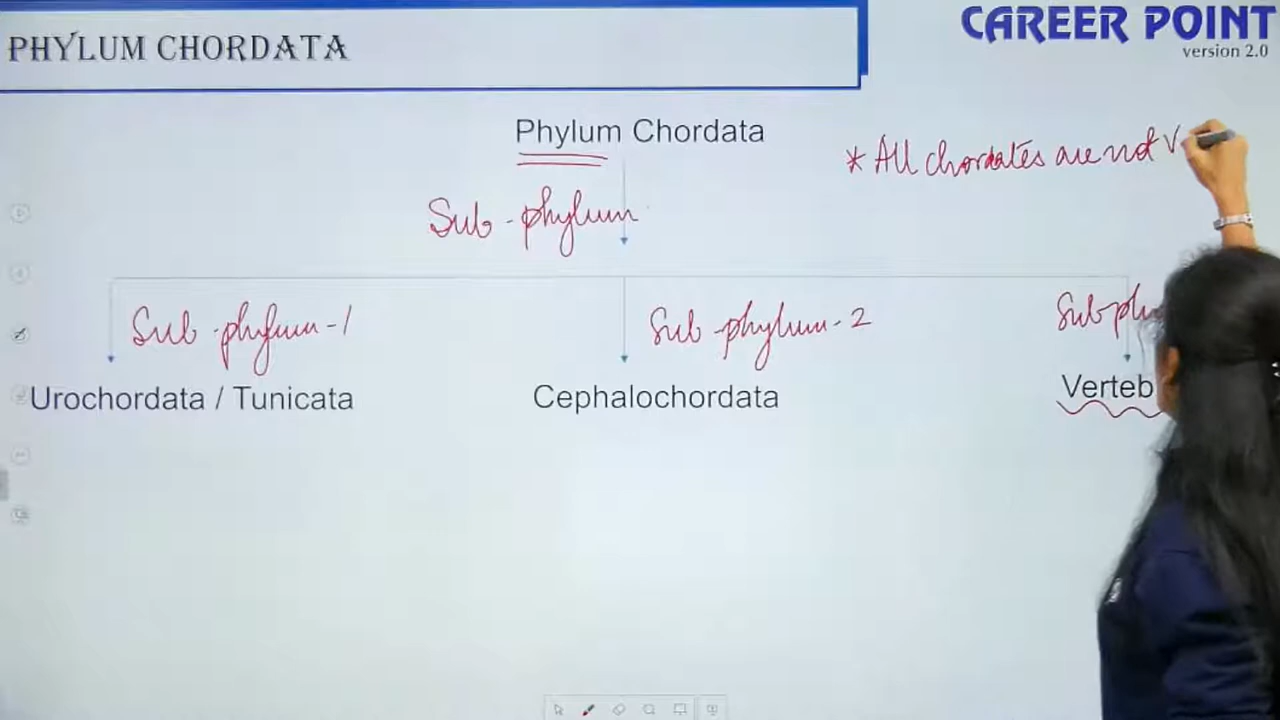 PHYLUM CHORDATA
CAREER POINT
version 2.0
Phylum Chordata
* All chordates are not V
Sub-phylum
Sub-phylum-1
Sub-phylum-2
Subphy
Urochordata / Tunicata
Cephalochordata
Verteb